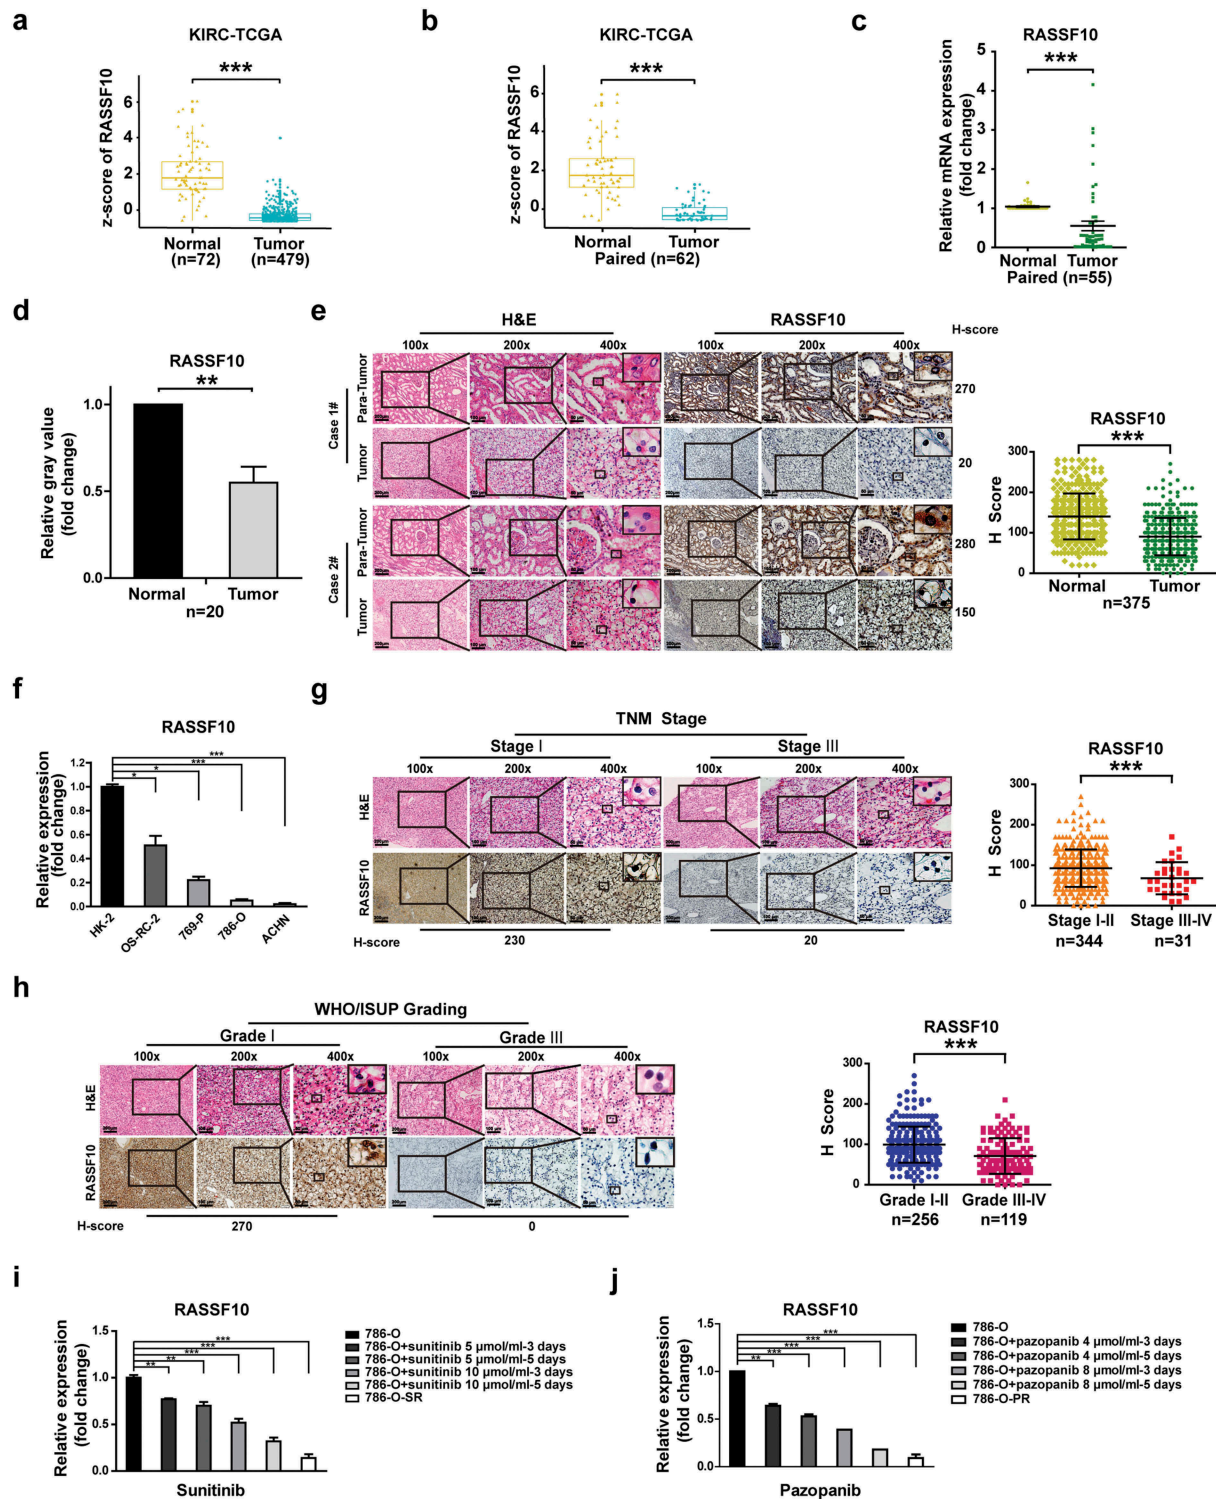 a
KIRC-TCGA
***
z-score of RASSF10
6
4
2
0
Normal
(n=72)
Tumor
(n=479)
b
KIRC-TCGA
***
z-score of RASSF10
6
4
2
0
Normal
Tumor
Paired (n=62)
c
RASSF10
***
Relative mRNA expression
(fold change)
5
4
3
2
1
0
Normal
Tumor
Paired (n=55)
d
RASSF10
**
Relative gray value
(fold change)
1.0
0.5
0.0
Normal
Tumor
n=20
e
H&E
RASSF10
H-score
100x
200x
400x
100x
200x
400x
Case 1#
Para-Tumor
270
Tumor
20
Case 2#
Para-Tumor
280
Tumor
150
RASSF10
***
H Score
300
200
100
0
Normal
Tumor
n=375
f
RASSF10
***
***
*
*
Relative expression
(fold change)
1.2
1.0
0.8
0.6
0.4
0.2
0.0
HK-2
OS-RC-2
769-P
786-O
ACHN
g
TNM Stage
Stage I
Stage III
100x
200x
400x
100x
200x
400x
H&E
RASSF10
H-score
230
20
RASSF10
***
H Score
300
200
100
0
Stage I-II
Stage III-IV
n=344
n=31
h
WHO/ISUP Grading
Grade I
Grade III
100x
200x
400x
100x
200x
400x
H&E
RASSF10
H-score
270
0
RASSF10
***
H Score
300
200
100
0
Grade I-II
Grade III-IV
n=256
n=119
i
RASSF10
***
***
***
**
**
Relative expression
(fold change)
1.5
1.0
0.5
0.0
Sunitinib
786-O
786-O+sunitinib 5 μmol/ml-3 days
786-O+sunitinib 5 μmol/ml-5 days
786-O+sunitinib 10 μmol/ml-3 days
786-O+sunitinib 10 μmol/ml-5 days
786-O-SR
j
RASSF10
***
***
***
***
**
Relative expression
(fold change)
1.5
1.0
0.5
0.0
Pazopanib
786-O
786-O+pazopanib 4 μmol/ml-3 days
786-O+pazopanib 4 μmol/ml-5 days
786-O+pazopanib 8 μmol/ml-3 days
786-O+pazopanib 8 μmol/ml-5 days
786-O-PR